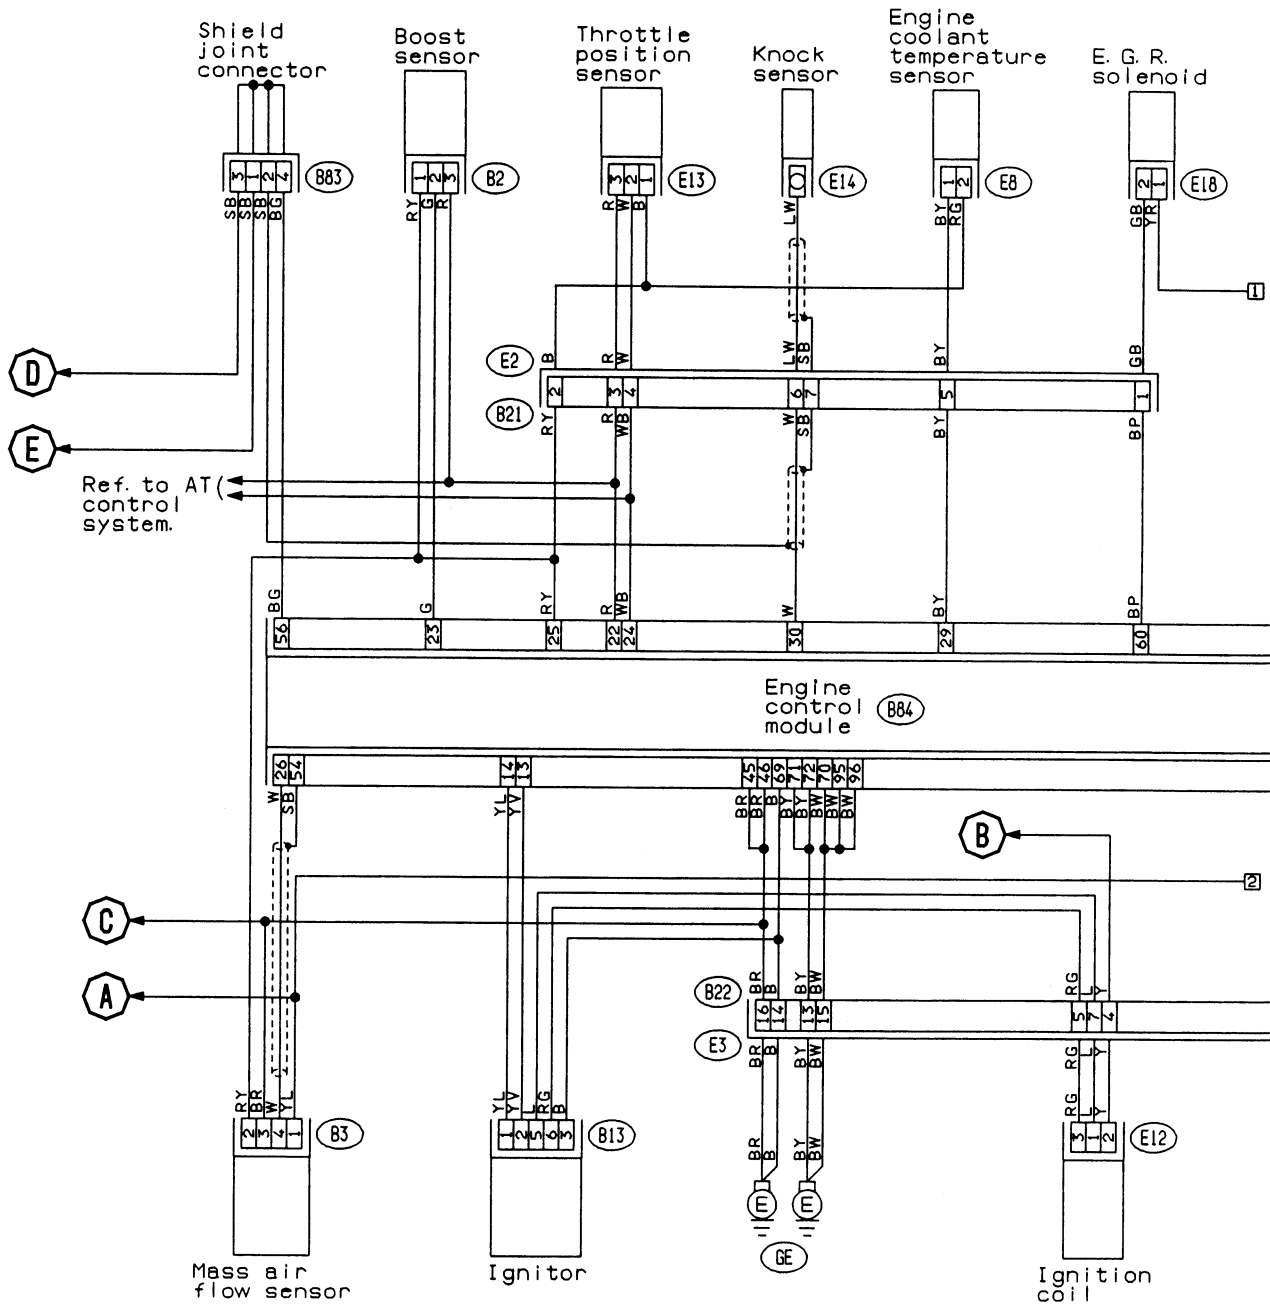 Shield
joint
connector
Boost
sensor
Throttle
position
sensor
Knock
sensor
Engine
coolant
temperature
sensor
E. G. R.
solenoid
3 1 2 4
B83
1 2 3
B2
3 2 1
E13
E14
1 2
E8
2 1
E18
SB SB SB BG
RY G R
R W B
LW
BY RG
GB YR
1
D
E2
B R W LW SB BY GB
2 3 4 6 7 5 1
B21
RY R WB W SB BY BP
E
Ref. to AT(
control
system.
BG G RY R WB W BY BP
56 23 25 22 24 30 29 60
Engine
control
module
B84
26 54 14 13 45 46 69 71 72 70 95 96
W SB YL YV BR BR B BY BY BW BW BW
B
2
C
A
B22
BR B BY BW RG L Y
16 14 13 15 5 7 4
E3
BR B BY BW RG L Y
RY BR W YL
YL YV L RG B
RG L Y
2 3 4 1
B3
1 2 5 6 3
B13
BR B BY BW
3 1 2
E12
E E
GE
Mass air
flow sensor
Ignitor
Ignition
coil